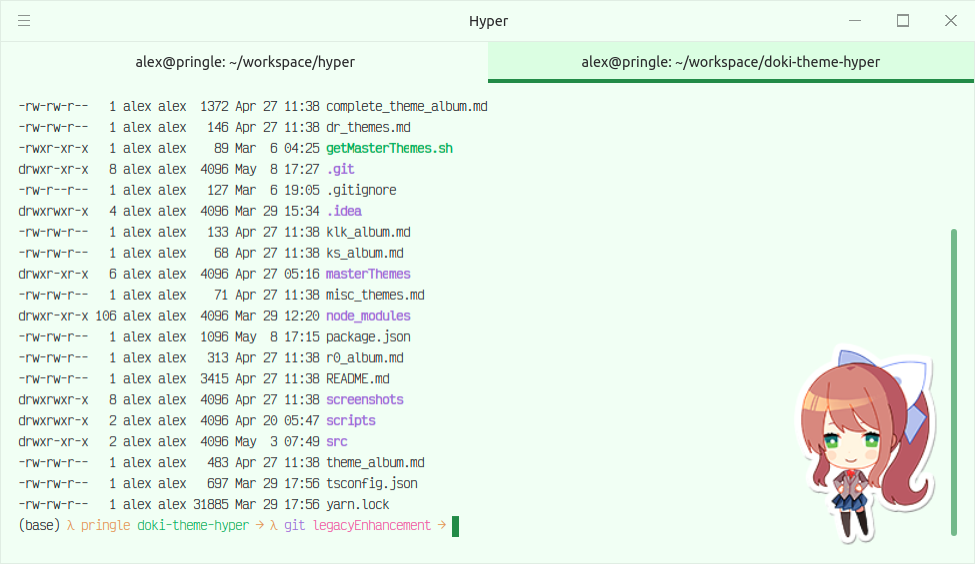 Hyper
alex@pringle: ~/workspace/hyper
alex@pringle: ~/workspace/doki-theme-hyper
-rw-rw-r-- 1 alex alex 1372 Apr 27 11:38 complete_theme_album.md
-rw-rw-r-- 1 alex alex 146 Apr 27 11:38 dr_themes.md
-rwxr-xr-x 1 alex alex 89 Mar 6 04:25 getMasterThemes.sh
drwxr-xr-x 8 alex alex 4096 May 8 17:27 .git
-rw-r--r-- 1 alex alex 127 Mar 6 19:05 .gitignore
drwxrwxr-x 4 alex alex 4096 Mar 29 15:34 .idea
-rw-rw-r-- 1 alex alex 133 Apr 27 11:38 klk_album.md
-rw-rw-r-- 1 alex alex 68 Apr 27 11:38 ks_album.md
drwxr-xr-x 6 alex alex 4096 Apr 27 05:16 masterThemes
-rw-rw-r-- 1 alex alex 71 Apr 27 11:38 misc_themes.md
drwxr-xr-x 106 alex alex 4096 Mar 29 12:20 node_modules
-rw-rw-r-- 1 alex alex 1096 May 8 17:15 package.json
-rw-rw-r-- 1 alex alex 313 Apr 27 11:38 r0_album.md
-rw-rw-r-- 1 alex alex 3415 Apr 27 11:38 README.md
drwxrwxr-x 8 alex alex 4096 Apr 27 11:38 screenshots
drwxrwxr-x 2 alex alex 4096 Apr 20 05:47 scripts
drwxr-xr-x 2 alex alex 4096 May 3 07:49 src
-rw-rw-r-- 1 alex alex 483 Apr 27 11:38 theme_album.md
-rw-rw-r-- 1 alex alex 697 Mar 29 17:56 tsconfig.json
-rw-rw-r-- 1 alex alex 31885 Mar 29 17:56 yarn.lock
(base) λ pringle doki-theme-hyper → λ git legacyEnhancement →